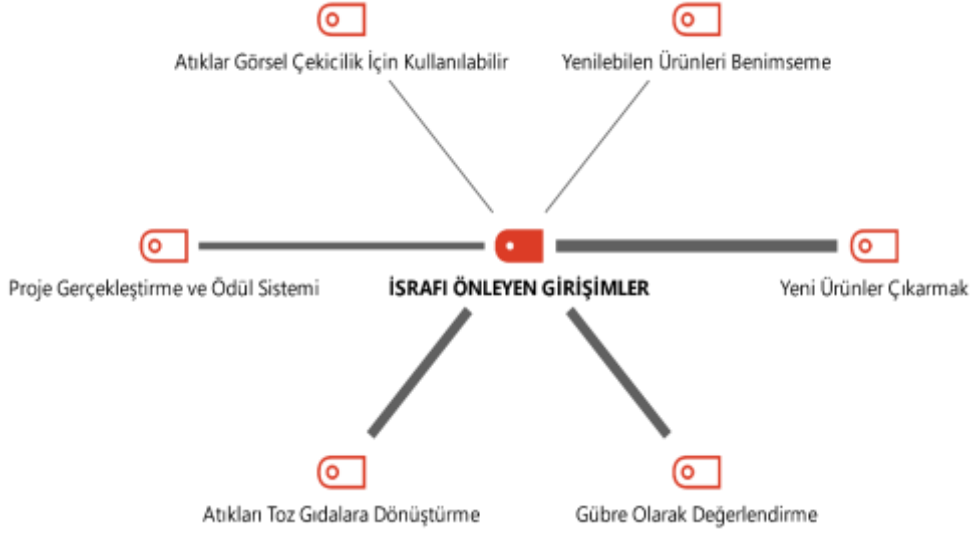 Atıklar Görsel Çekicilik İçin Kullanılabilir
Yenilebilen Ürünleri Benimseme
Proje Gerçekleştirme ve Ödül Sistemi
İSRAFI ÖNLEYEN GİRİŞİMLER
Yeni Ürünler Çıkarmak
Atıkları Toz Gıdalara Dönüştürme
Gübre Olarak Değerlendirme